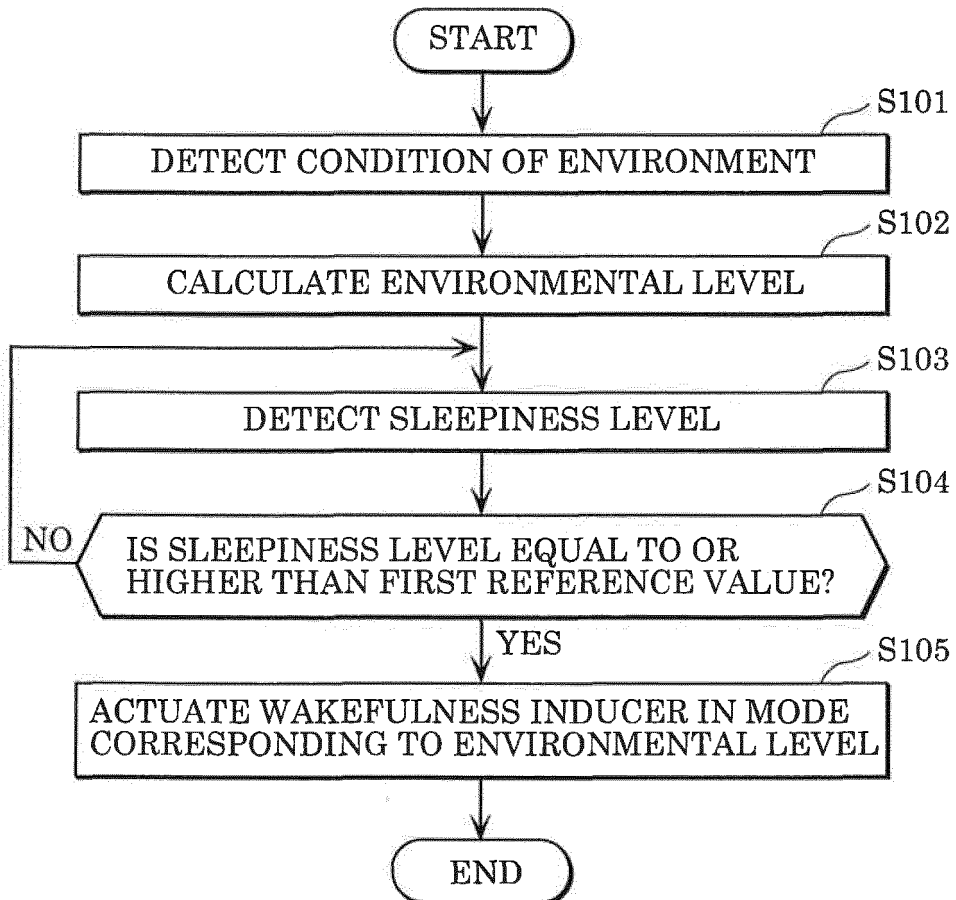 START
S101
DETECT CONDITION OF ENVIRONMENT
S102
CALCULATE ENVIRONMENTAL LEVEL
S103
DETECT SLEEPINESS LEVEL
S104
NO
IS SLEEPINESS LEVEL EQUAL TO OR
HIGHER THAN FIRST REFERENCE VALUE?
YES
S105
ACTUATE WAKEFULNESS INDUCER IN MODE
CORRESPONDING TO ENVIRONMENTAL LEVEL
END